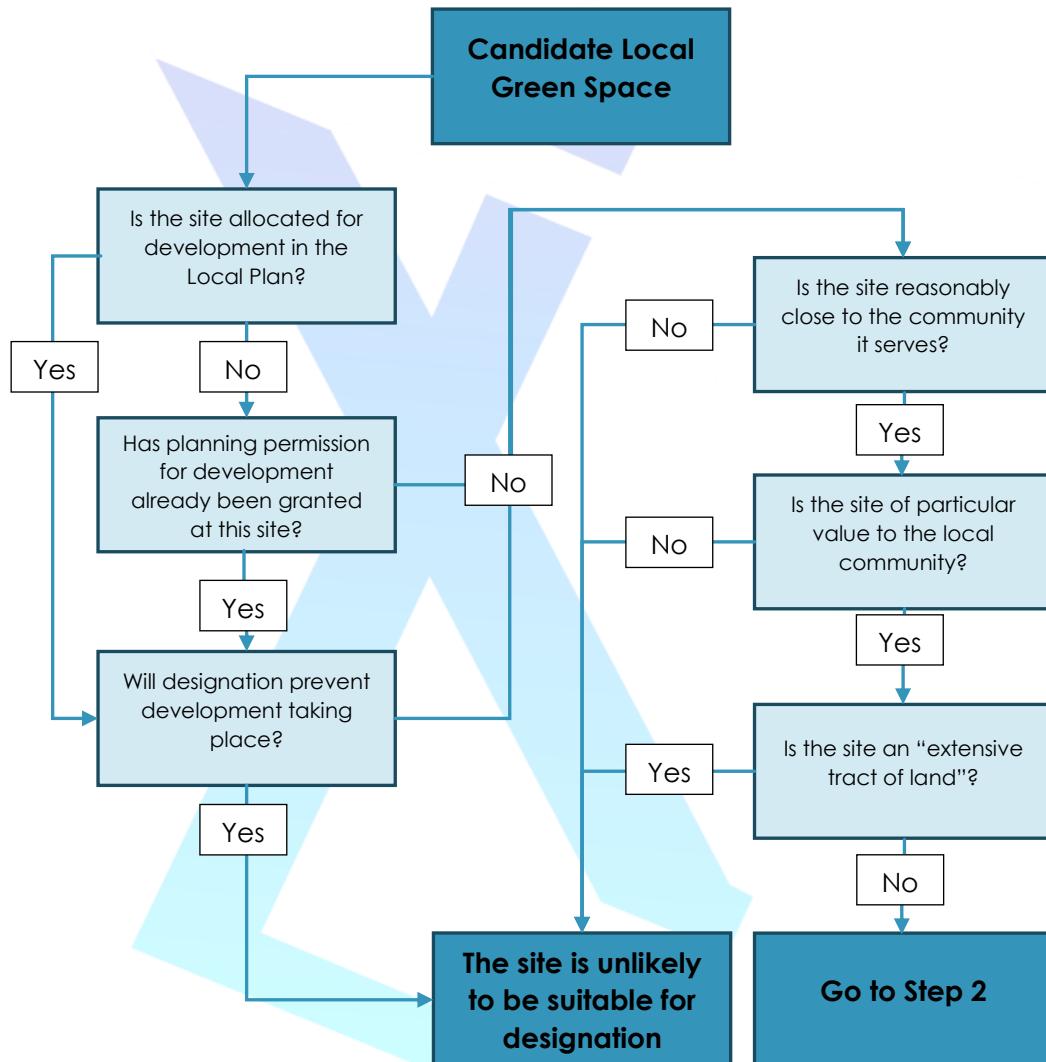 Candidate Local
Green Space
Is the site allocated for
development in the
Local Plan?
Yes
No
Has planning permission
for development
already been granted
at this site?
No
Yes
Will designation prevent
development taking
place?
Yes
Is the site reasonably
close to the community
it serves?
No
Yes
Is the site of particular
value to the local
community?
No
Yes
Is the site an “extensive
tract of land”?
Yes
No
The site is unlikely
to be suitable for
designation
Go to Step 2